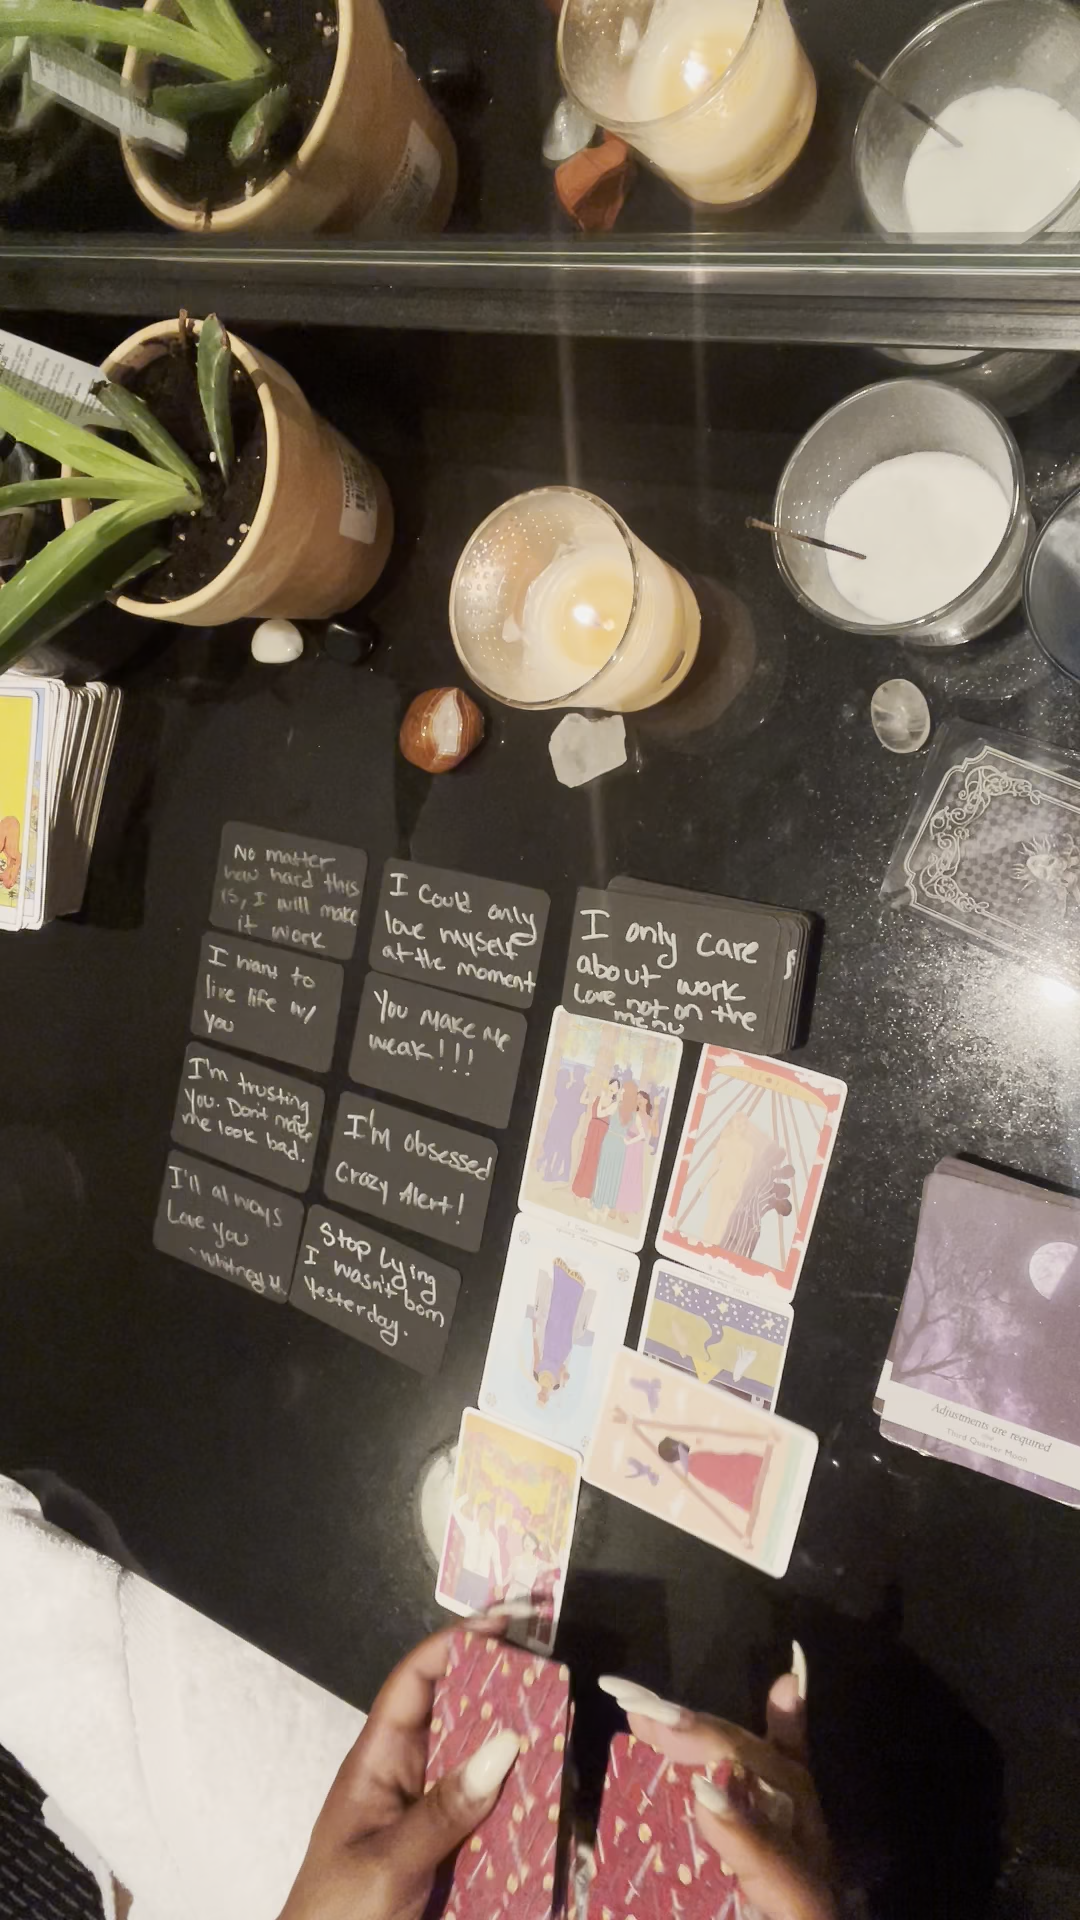 No matter
how hard this
is, I will make
it work
I want to
live life w/
you
I'm trusting
you. Don't make
me look bad.
I'll always
Love you
- Whitney H.
I could only
love myself
at the moment
You make me
weak!!!
I'm obsessed
Crazy Alert!
Stop lying
I wasn't born
Yesterday.
I only care
about work
Love not on the
menu
Adjustments are required
Third Quarter Moon